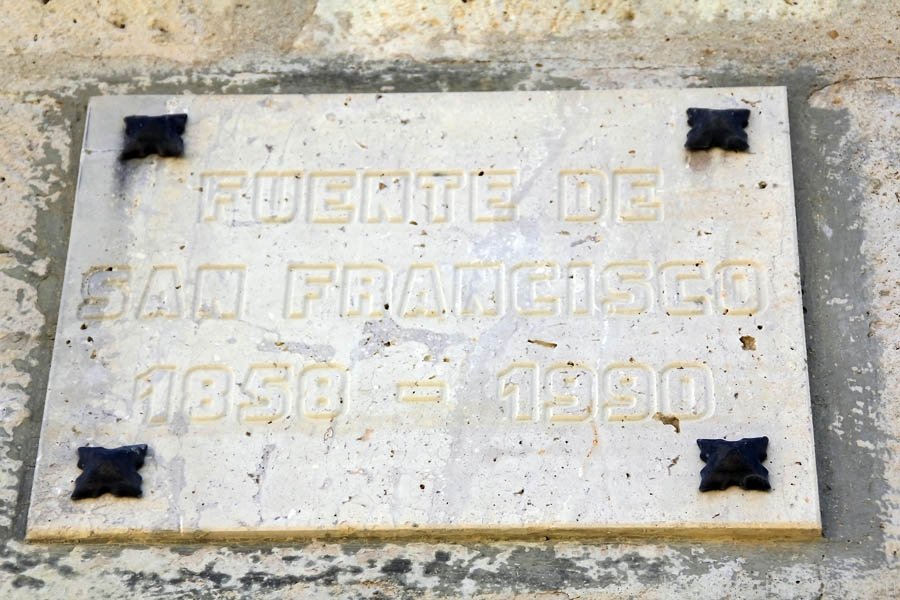 FUENTE DE
SAN FRANCISCO
1858 - 1990